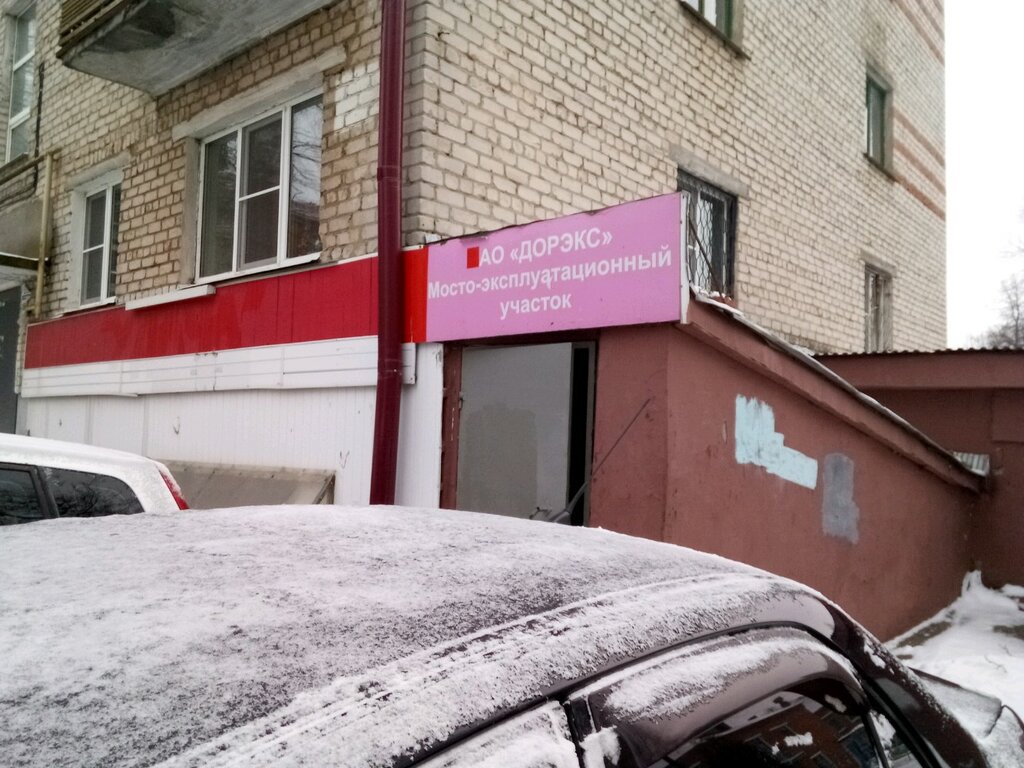 АО «ДОРЭКС»
Мосто-эксплуатационный
участок